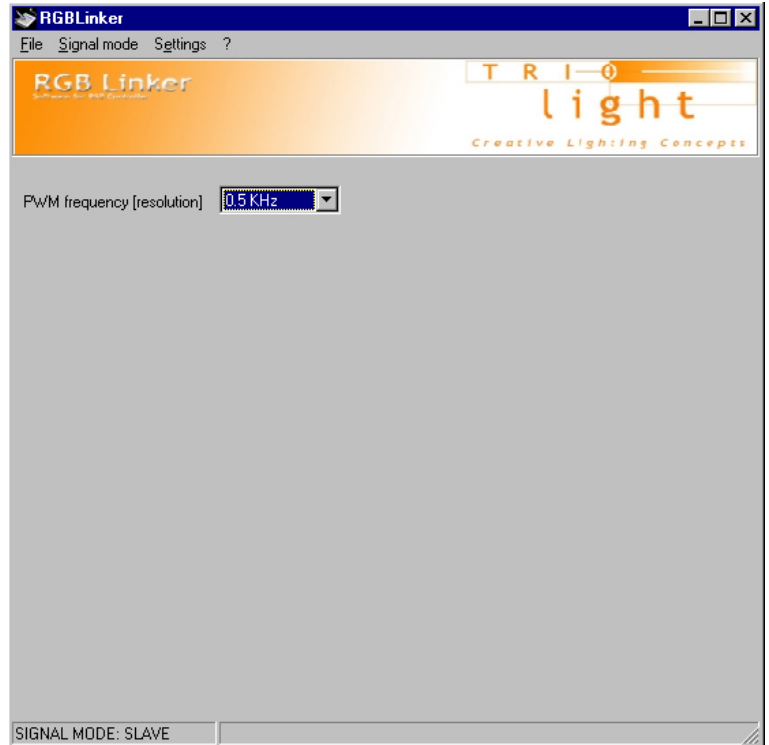 RGBLinker
File Signal mode Settings ?
RGB Linker
TRIO
light
Creative Lighting Concepts
PWM frequency [resolution] 0.5 KHz
SIGNAL MODE: SLAVE